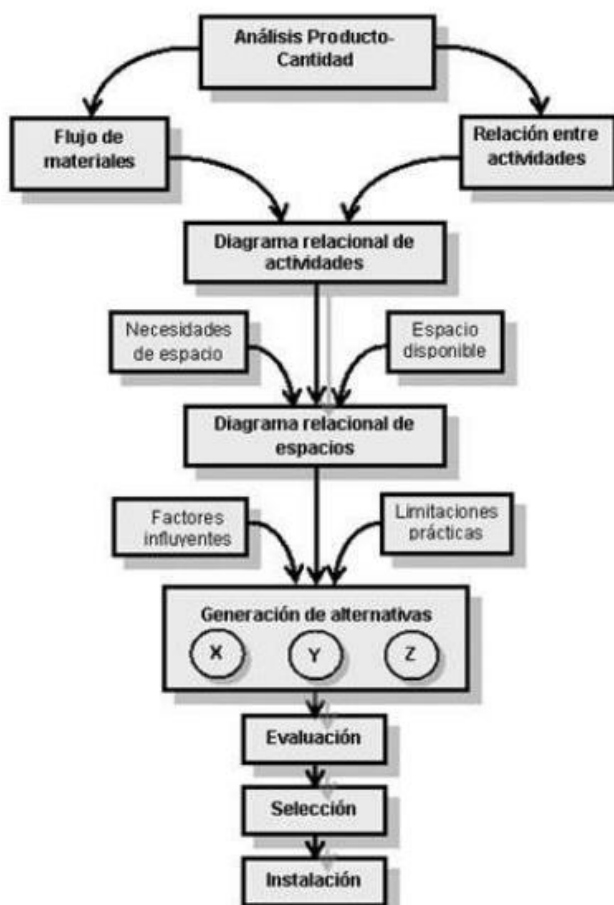 Análisis Producto-
Cantidad
Flujo de
materiales
Relación entre
actividades
Diagrama relacional de
actividades
Necesidades
de espacio
Espacio
disponible
Diagrama relacional de
espacios
Factores
influyentes
Limitaciones
prácticas
Generación de alternativas
X
Y
Z
Evaluación
Selección
Instalación